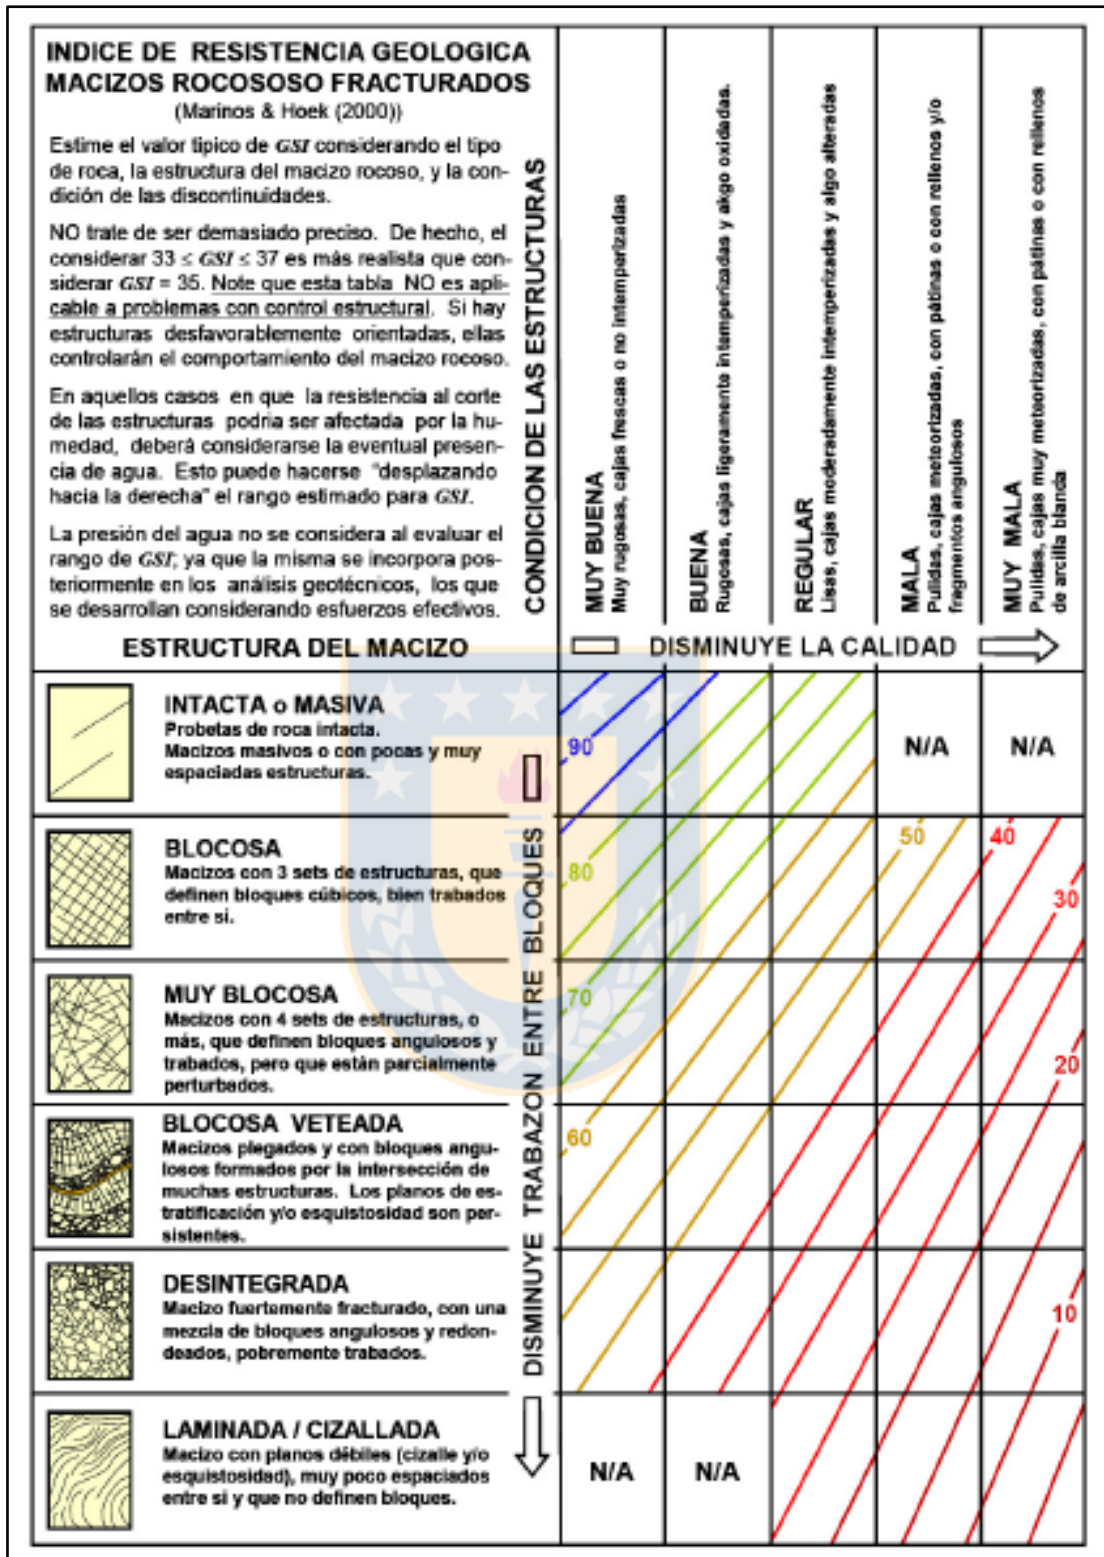 INDICE DE RESISTENCIA GEOLOGICA
MACIZOS ROCOSOSO FRACTURADOS
(Marinos & Hoek (2000))
Estime el valor tipico de GSI considerando el tipo
de roca, la estructura del macizo rocoso, y la con-
dición de las discontinuidades.
NO trate de ser demasiado preciso. De hecho, el
considerar 33 ≤ GSI ≤ 37 es más realista que con-
siderar GSI = 35. Note que esta tabla NO es apli-
cable a problemas con control estructural. Si hay
estructuras desfavorablemente orientadas, ellas
controlarán el comportamiento del macizo rocoso.
En aquellos casos en que la resistencia al corte
de las estructuras podria ser afectada por la hu-
medad, deberá considerarse la eventual presen-
cia de agua. Esto puede hacerse "desplazando
hacia la derecha" el rango estimado para GSI.
La presión del agua no se considera al evaluar el
rango de GSI, ya que la misma se incorpora pos-
teriormente en los análisis geotécnicos, los que
se desarrollan considerando esfuerzos efectivos.
ESTRUCTURA DEL MACIZO
CONDICION DE LAS ESTRUCTURAS
MUY BUENA
Muy rugosas, cajas frescas o no intemperizadas
BUENA
Rugosas, cajas ligeramente intemperizadas y akgo oxidadas.
REGULAR
Lisas, cajas moderadamente intemperizadas y algo alteradas
MALA
Pulidas, cajas meteorizadas, con pátinas o con rellenos y/o
fragmentos angulosos
MUY MALA
Pulidas, cajas muy meteorizadas, con pátinas o con rellenos
de arcilla blanda
DISMINUYE LA CALIDAD
INTACTA o MASIVA
Probetas de roca intacta.
Macizos masivos o con pocas y muy
espaciadas estructuras.
90
N/A
N/A
DISMINUYE TRABAZON ENTRE BLOQUES
BLOCOSA
Macizos con 3 sets de estructuras, que
definen bloques cúbicos, bien trabados
entre si.
80
50
40
30
MUY BLOCOSA
Macizos con 4 sets de estructuras, o
más, que definen bloques angulosos y
trabados, pero que están parcialmente
perturbados.
70
20
BLOCOSA VETEADA
Macizos plegados y con bloques angu-
losos formados por la intersección de
muchas estructuras. Los planos de es-
tratificación y/o esquistosidad son per-
sistentes.
60
DESINTEGRADA
Macizo fuertemente fracturado, con una
mezcla de bloques angulosos y redon-
deados, pobremente trabados.
10
LAMINADA / CIZALLADA
Macizo con planos débiles (cizalle y/o
esquistosidad), muy poco espaciados
entre si y que no definen bloques.
N/A
N/A